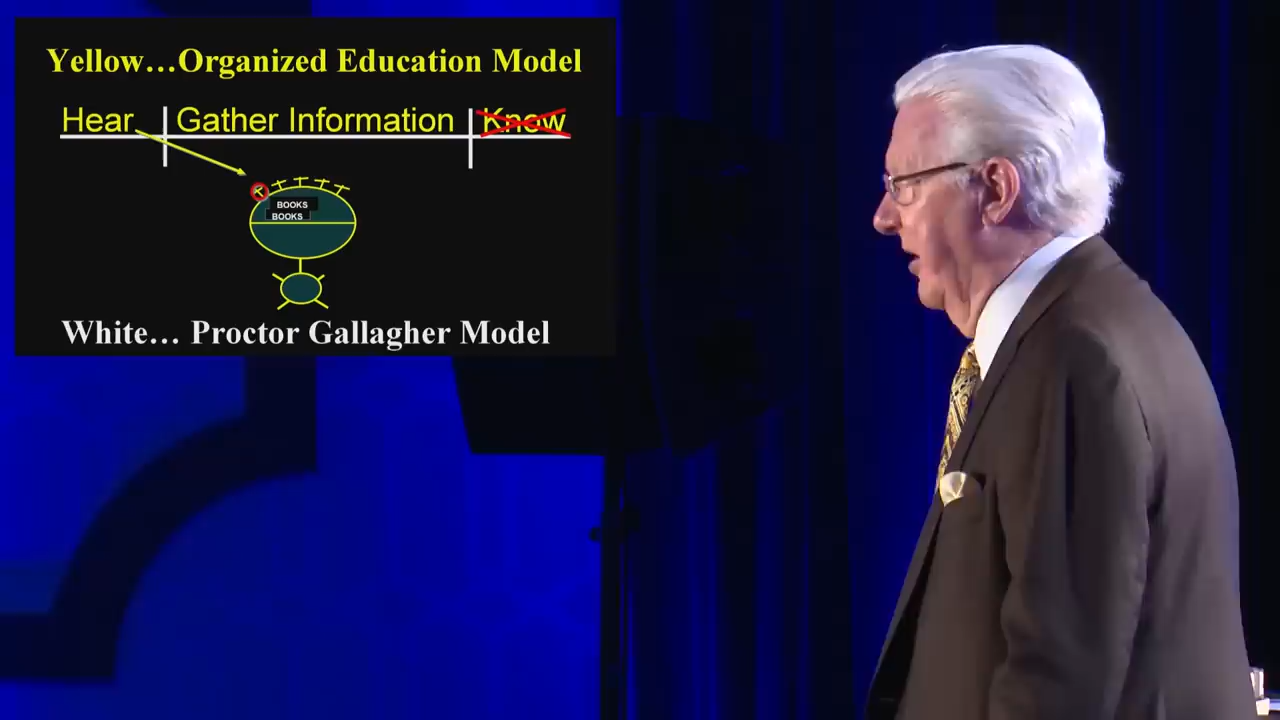 Yellow…Organized Education Model
Hear Gather Information Know
BOOKS
BOOKS
White… Proctor Gallagher Model